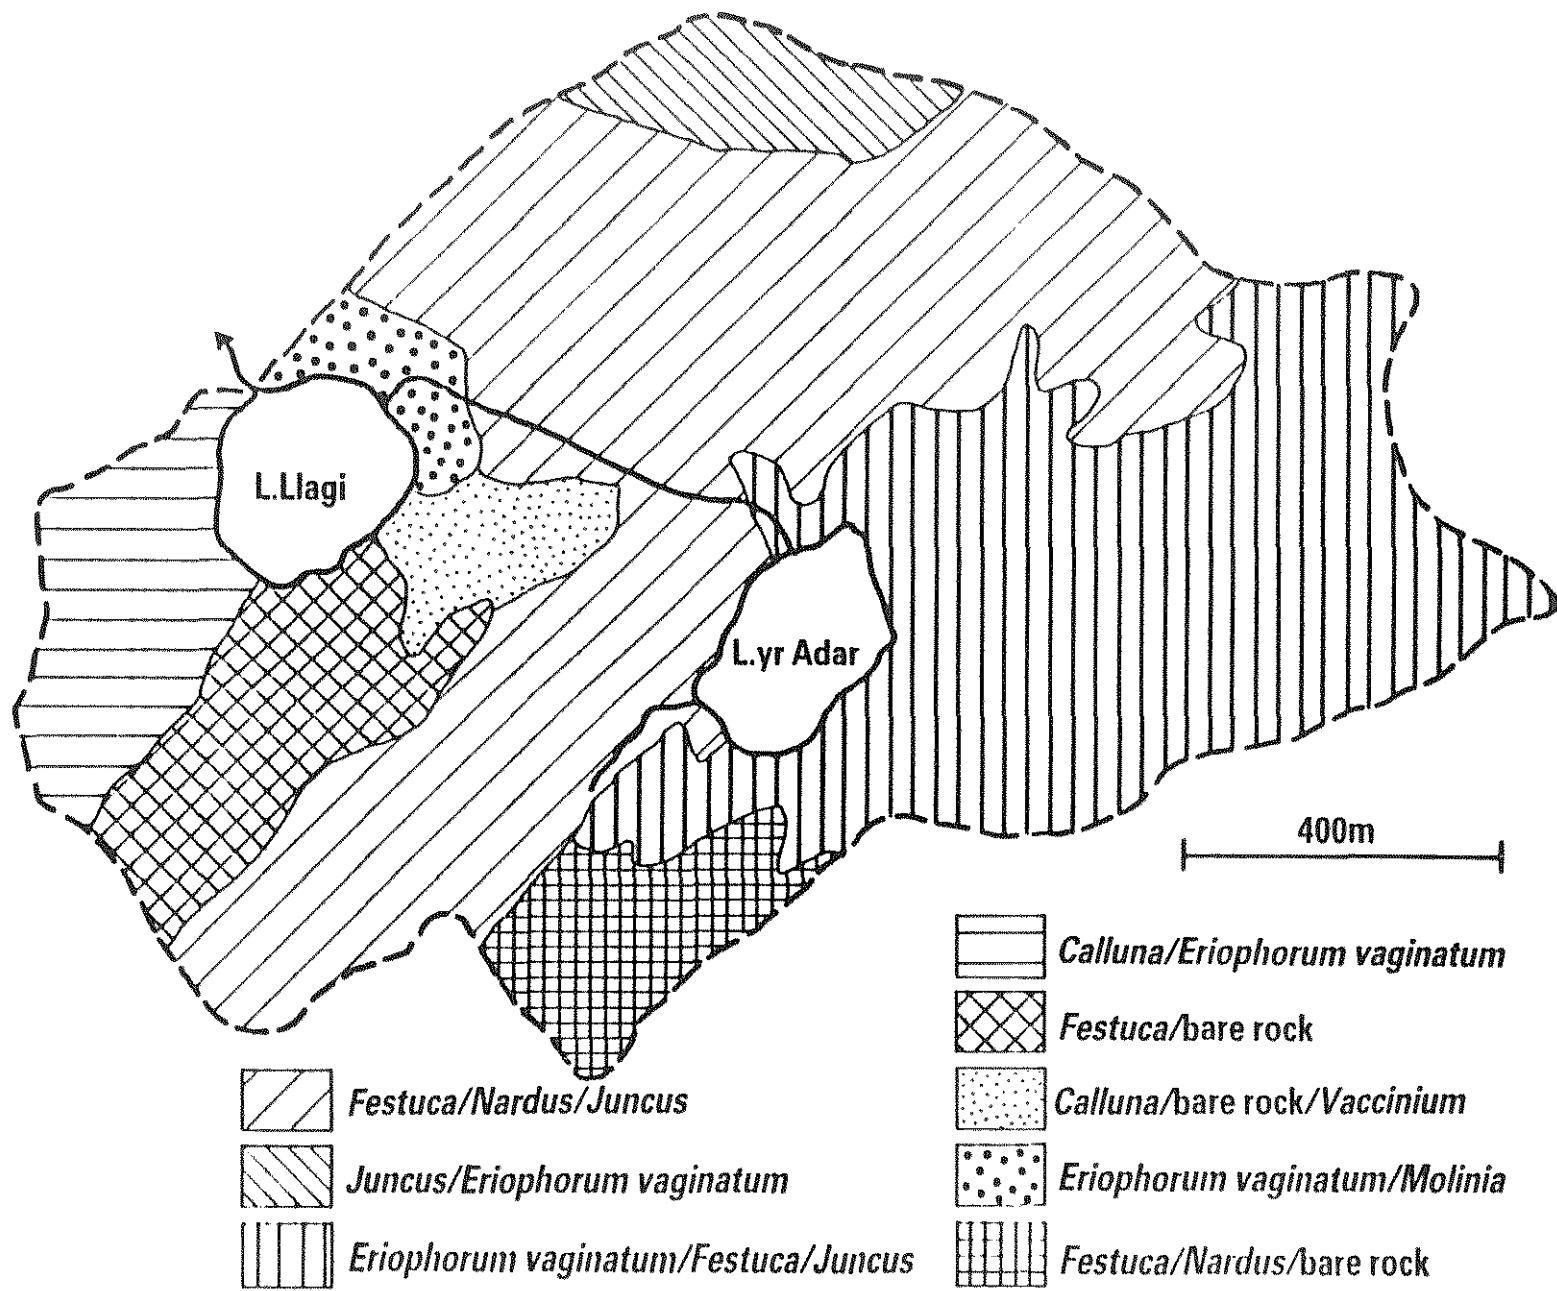 L.Llagi
L.yr Adar
400m
Calluna/Eriophorum vaginatum
Festuca/bare rock
Calluna/bare rock/Vaccinium
Eriophorum vaginatum/Molinia
Festuca/Nardus/bare rock
Festuca/Nardus/Juncus
Juncus/Eriophorum vaginatum
Eriophorum vaginatum/Festuca/Juncus